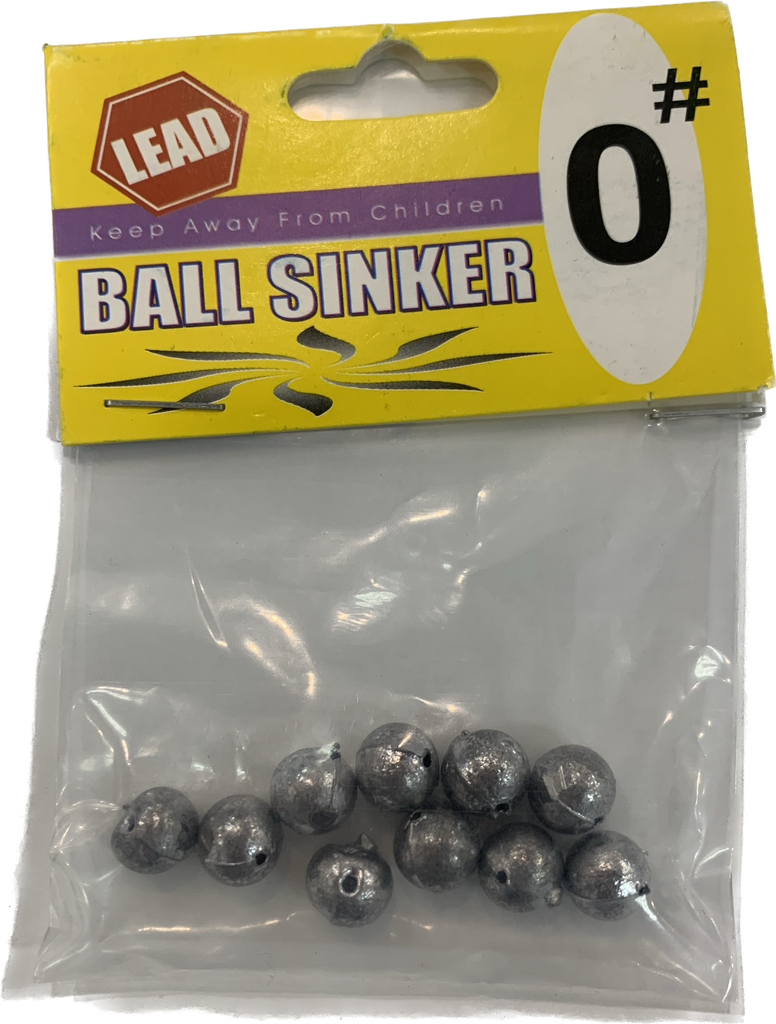 LEAD
Keep Away From Children
BALL SINKER
0#